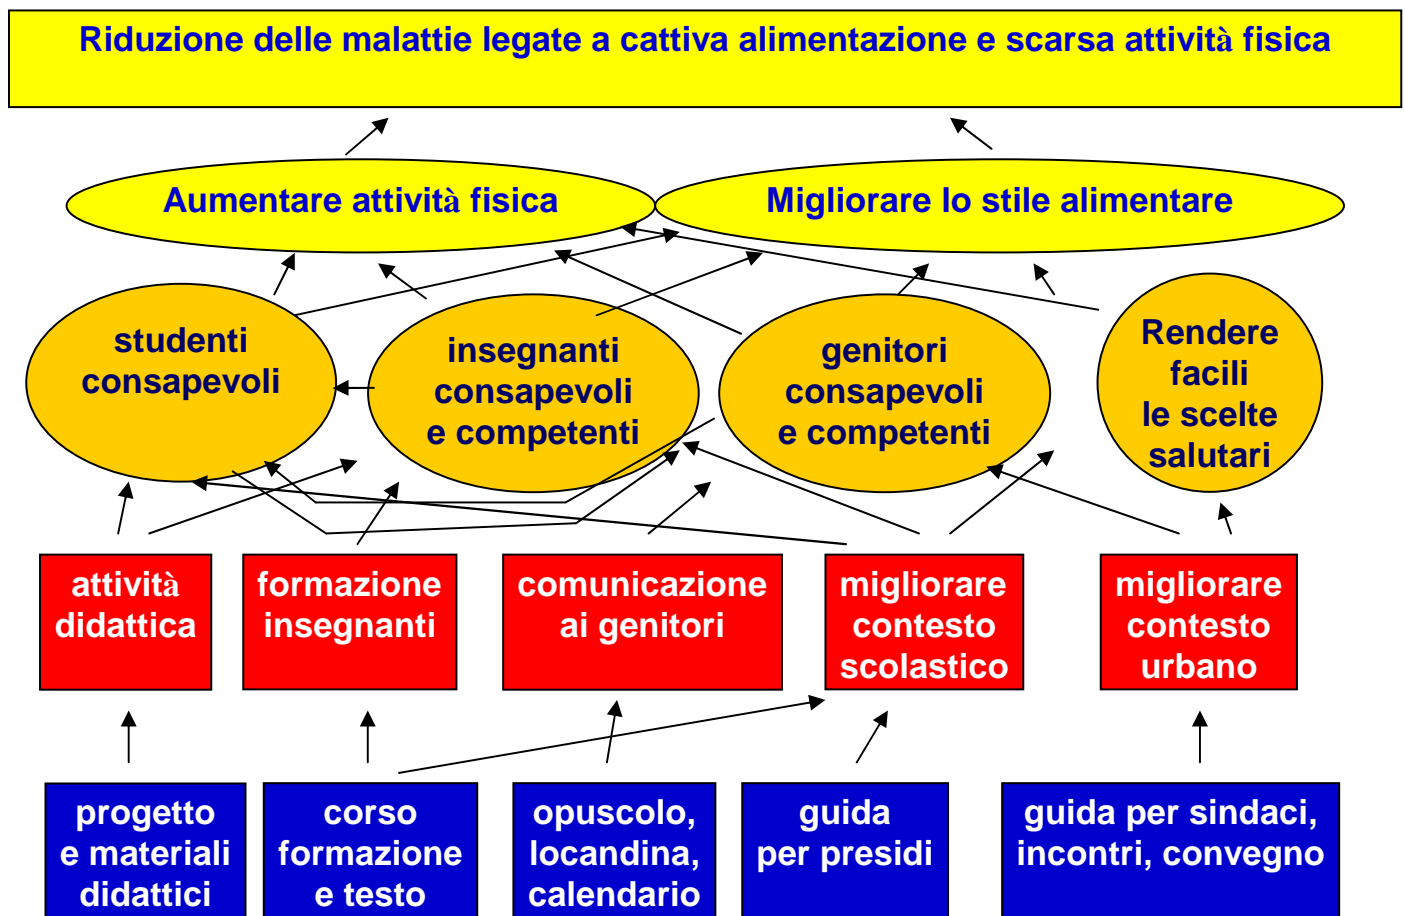 Riduzione delle malattie legate a cattiva alimentazione e scarsa attività fisica
Aumentare attività fisica
Migliorare lo stile alimentare
studenti
consapevoli
insegnanti
consapevoli
e competenti
genitori
consapevoli
e competenti
Rendere
facili
le scelte
salutari
attività
didattica
formazione
insegnanti
comunicazione
ai genitori
migliorare
contesto
scolastico
migliorare
contesto
urbano
progetto
e materiali
didattici
corso
formazione
e testo
opuscolo,
locandina,
calendario
guida
per presidi
guida per sindaci,
incontri, convegno